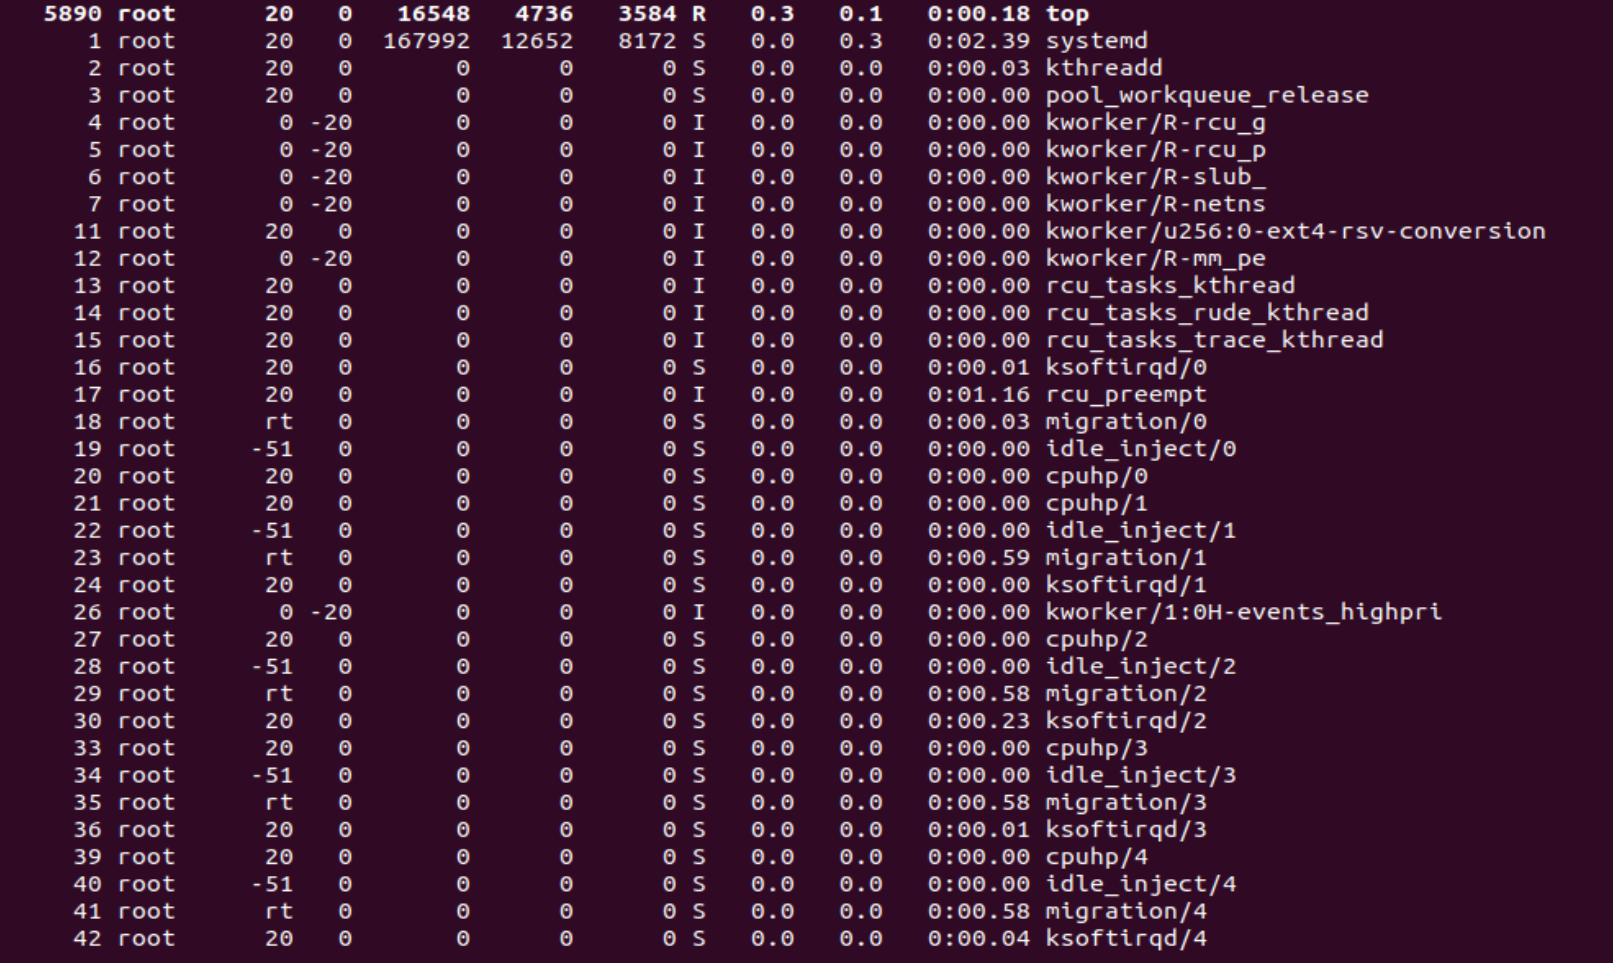 5890 root 20 0 16548 4736 3584 R 0.3 0.1 0:00.18 top
1 root 20 0 167992 12652 8172 S 0.0 0.3 0:02.39 systemd
2 root 20 0 0 0 0 S 0.0 0.0 0:00.03 kthreadd
3 root 20 0 0 0 0 S 0.0 0.0 0:00.00 pool_workqueue_release
4 root 0 -20 0 0 0 I 0.0 0.0 0:00.00 kworker/R-rcu_g
5 root 0 -20 0 0 0 I 0.0 0.0 0:00.00 kworker/R-rcu_p
6 root 0 -20 0 0 0 I 0.0 0.0 0:00.00 kworker/R-slub_
7 root 0 -20 0 0 0 I 0.0 0.0 0:00.00 kworker/R-netns
11 root 20 0 0 0 0 I 0.0 0.0 0:00.00 kworker/u256:0-ext4-rsv-conversion
12 root 0 -20 0 0 0 I 0.0 0.0 0:00.00 kworker/R-mm_pe
13 root 20 0 0 0 0 I 0.0 0.0 0:00.00 rcu_tasks_kthread
14 root 20 0 0 0 0 I 0.0 0.0 0:00.00 rcu_tasks_rude_kthread
15 root 20 0 0 0 0 I 0.0 0.0 0:00.00 rcu_tasks_trace_kthread
16 root 20 0 0 0 0 S 0.0 0.0 0:00.01 ksoftirqd/0
17 root 20 0 0 0 0 I 0.0 0.0 0:01.16 rcu_preempt
18 root rt 0 0 0 0 S 0.0 0.0 0:00.03 migration/0
19 root -51 0 0 0 0 S 0.0 0.0 0:00.00 idle_inject/0
20 root 20 0 0 0 0 S 0.0 0.0 0:00.00 cpuhp/0
21 root 20 0 0 0 0 S 0.0 0.0 0:00.00 cpuhp/1
22 root -51 0 0 0 0 S 0.0 0.0 0:00.00 idle_inject/1
23 root rt 0 0 0 0 S 0.0 0.0 0:00.59 migration/1
24 root 20 0 0 0 0 S 0.0 0.0 0:00.00 ksoftirqd/1
26 root 0 -20 0 0 0 I 0.0 0.0 0:00.00 kworker/1:0H-events_highpri
27 root 20 0 0 0 0 S 0.0 0.0 0:00.00 cpuhp/2
28 root -51 0 0 0 0 S 0.0 0.0 0:00.00 idle_inject/2
29 root rt 0 0 0 0 S 0.0 0.0 0:00.58 migration/2
30 root 20 0 0 0 0 S 0.0 0.0 0:00.23 ksoftirqd/2
33 root 20 0 0 0 0 S 0.0 0.0 0:00.00 cpuhp/3
34 root -51 0 0 0 0 S 0.0 0.0 0:00.00 idle_inject/3
35 root rt 0 0 0 0 S 0.0 0.0 0:00.58 migration/3
36 root 20 0 0 0 0 S 0.0 0.0 0:00.01 ksoftirqd/3
39 root 20 0 0 0 0 S 0.0 0.0 0:00.00 cpuhp/4
40 root -51 0 0 0 0 S 0.0 0.0 0:00.00 idle_inject/4
41 root rt 0 0 0 0 S 0.0 0.0 0:00.58 migration/4
42 root 20 0 0 0 0 S 0.0 0.0 0:00.04 ksoftirqd/4